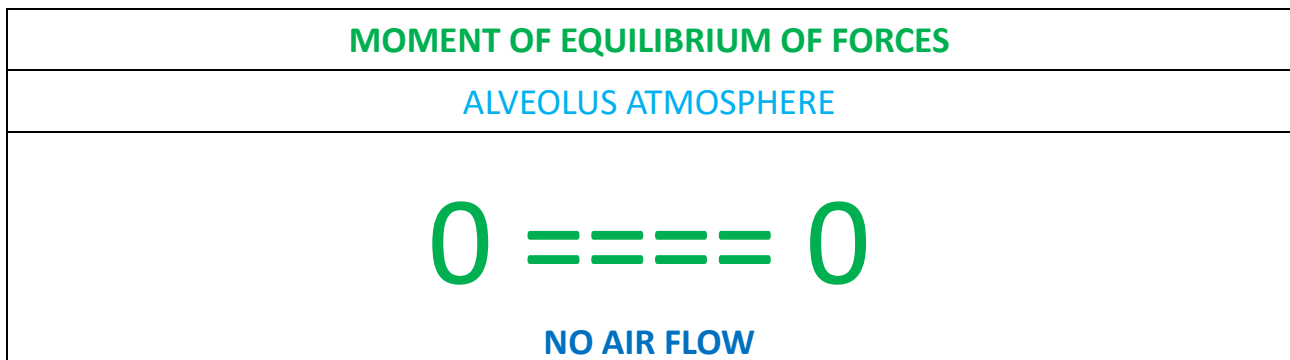 MOMENT OF EQUILIBRIUM OF FORCES
ALVEOLUS ATMOSPHERE
0 ==== 0
NO AIR FLOW